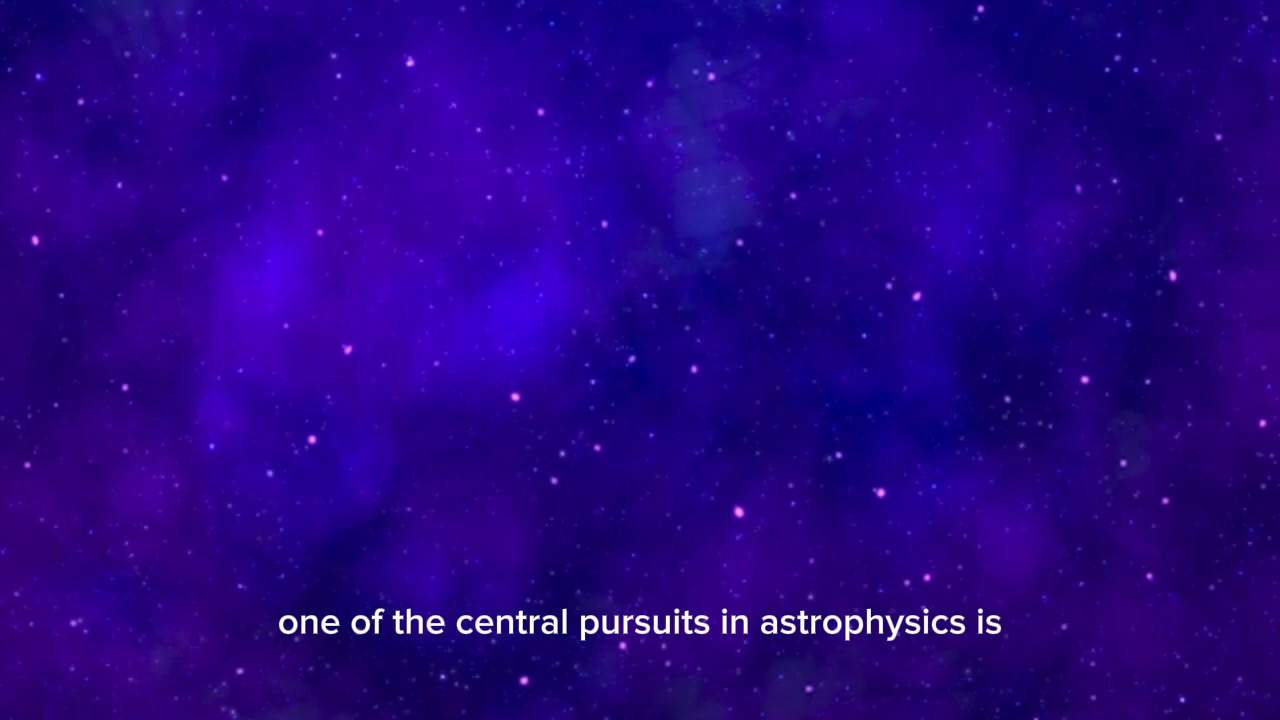 one of the central pursuits in astrophysics is